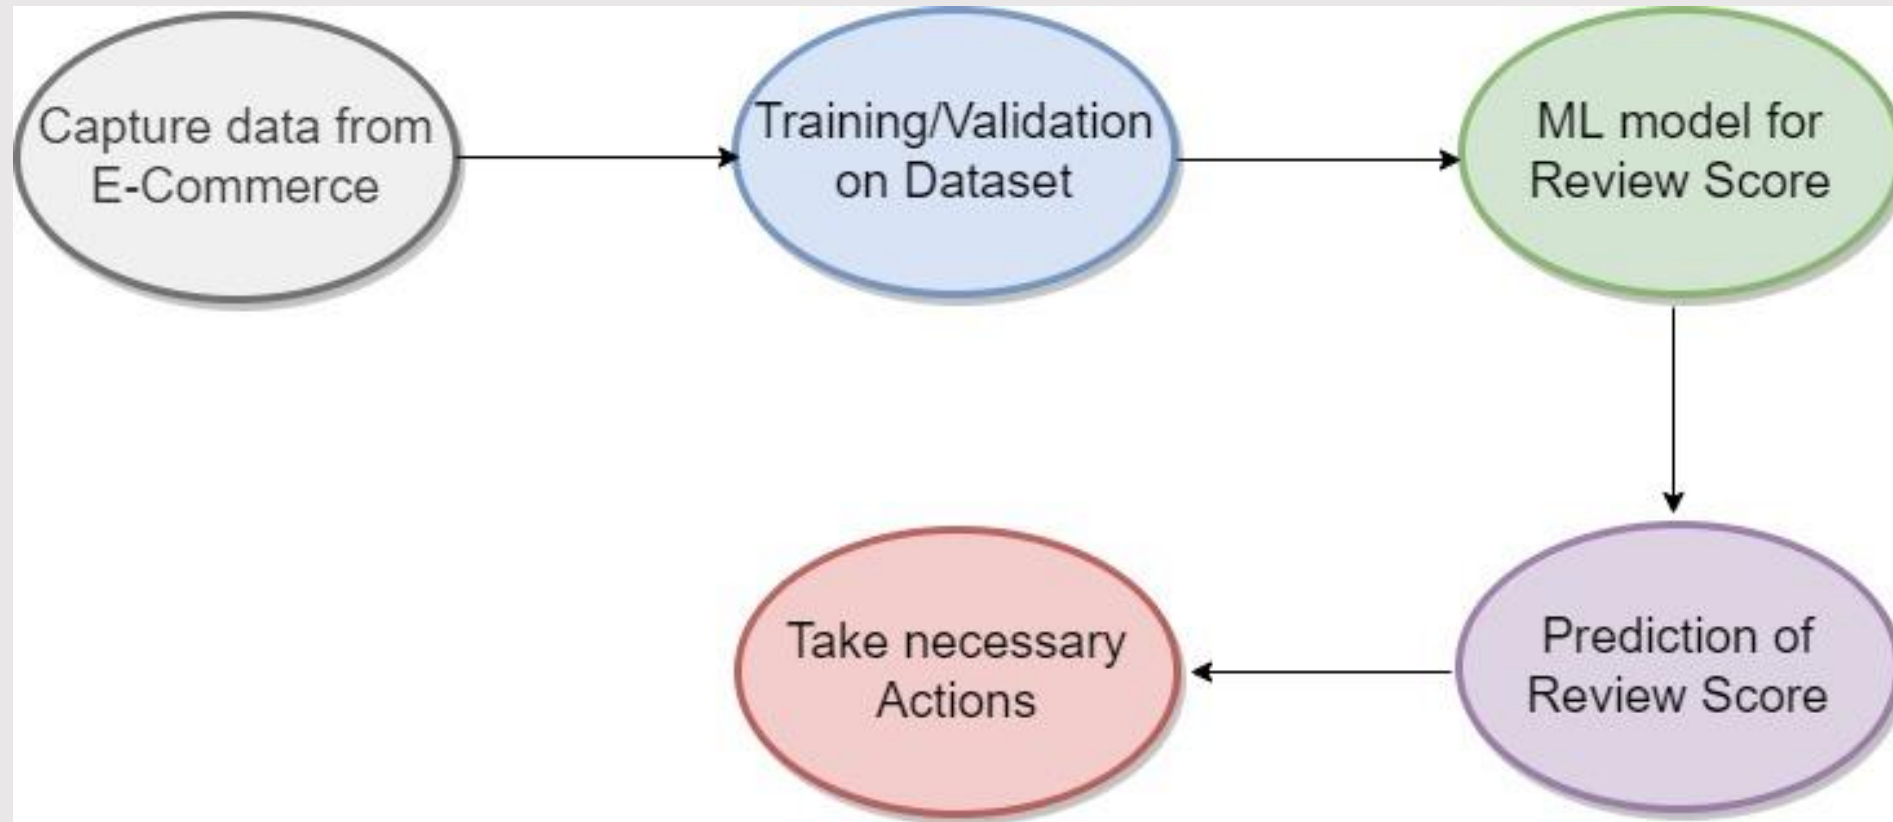 Capture data from
E-Commerce
Training/Validation
on Dataset
ML model for
Review Score
Prediction of
Review Score
Take necessary
Actions